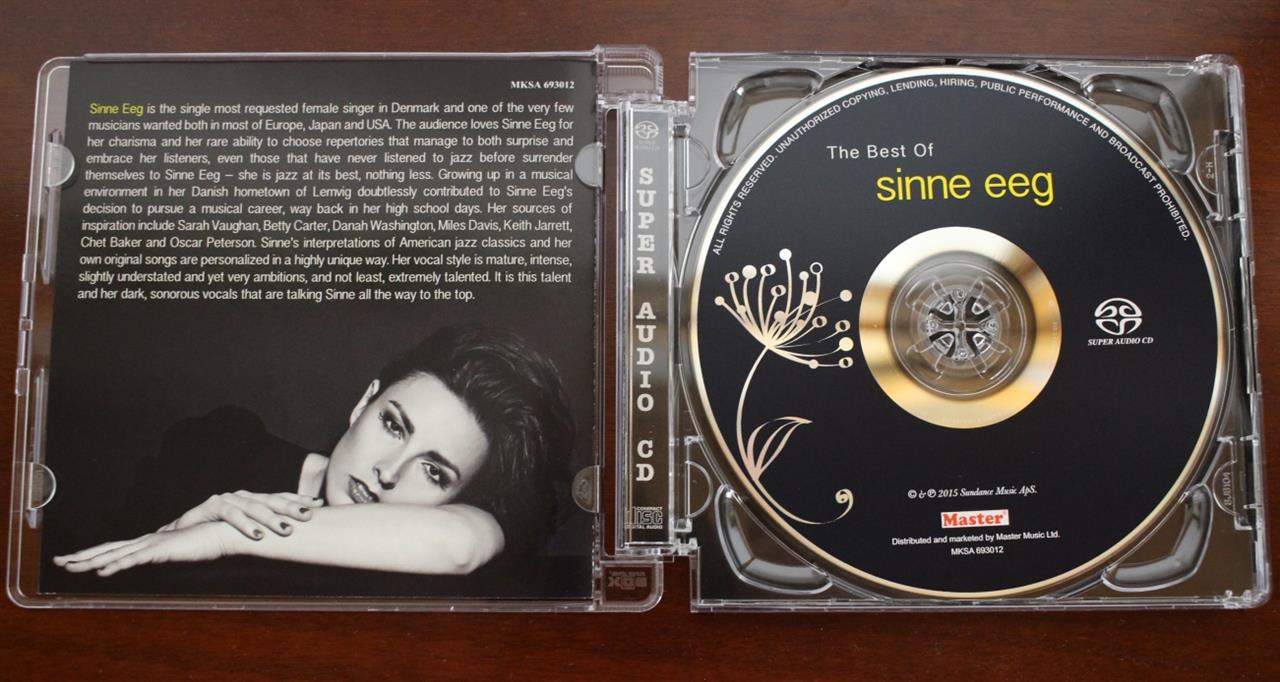 MKSA 693012
Sinne Eeg is the single most requested female singer in Denmark and one of the very few
musicians wanted both in most of Europe, Japan and USA. The audience loves Sinne Eeg for
her charisma and her rare ability to choose repertories that manage to both surprise and
embrace her listeners, even those that have never listened to jazz before surrender
themselves to Sinne Eeg – she is jazz at its best, nothing less. Growing up in a musical
environment in her Danish hometown of Lemvig doubtlessly contributed to Sinne Eeg's
decision to pursue a musical career, way back in her high school days. Her sources of
inspiration include Sarah Vaughan, Betty Carter, Danah Washington, Miles Davis, Keith Jarrett,
Chet Baker and Oscar Peterson. Sinne's interpretations of American jazz classics and her
own original songs are personalized in a highly unique way. Her vocal style is mature, intense,
slightly understated and yet very ambitions, and not least, extremely talented. It is this talent
and her dark, sonorous vocals that are talking Sinne all the way to the top.
SUPER AUDIO CD
COMPACT
disc
DIGITAL AUDIO
ALL RIGHTS RESERVED. UNAUTHORIZED COPYING, LENDING, HIRING, PUBLIC PERFORMANCE AND BROADCAST PROHIBITED.
The Best Of
sinne eeg
SUPER AUDIO CD
© & ℗ 2015 Sundance Music ApS.
Master
Distributed and marketed by Master Music Ltd.
MKSA 693012
2-H